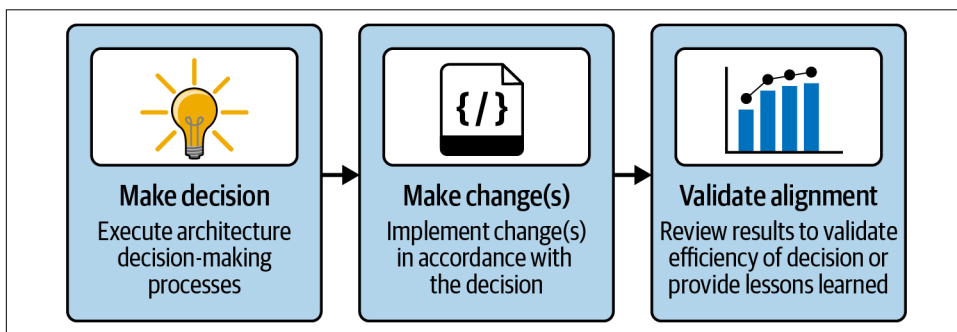 Make decision
Execute architecture
decision-making
processes
{/}
Make change(s)
Implement change(s)
in accordance with
the decision
Validate alignment
Review results to validate
efficiency of decision or
provide lessons learned